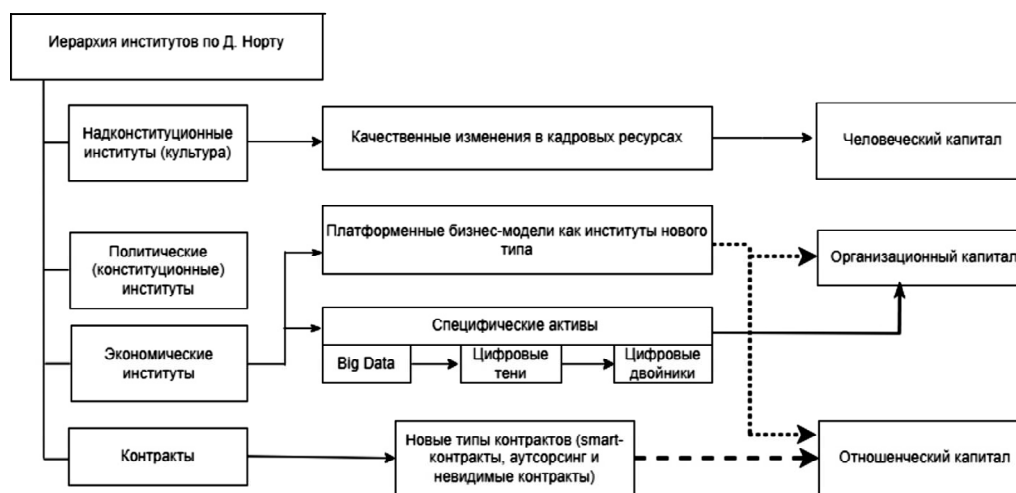 Иерархия институтов по Д. Норту
Надконституционные
институты (культура)
Качественные изменения в кадровых ресурсах
Человеческий капитал
Политические
(конституционные)
институты
Платформенные бизнес-модели как институты нового
типа
Организационный капитал
Экономические
институты
Специфические активы
Big Data
Цифровые
тени
Цифровые
двойники
Контракты
Новые типы контрактов (smart-
контракты, аутсорсинг и
невидимые контракты)
Отношенческий капитал